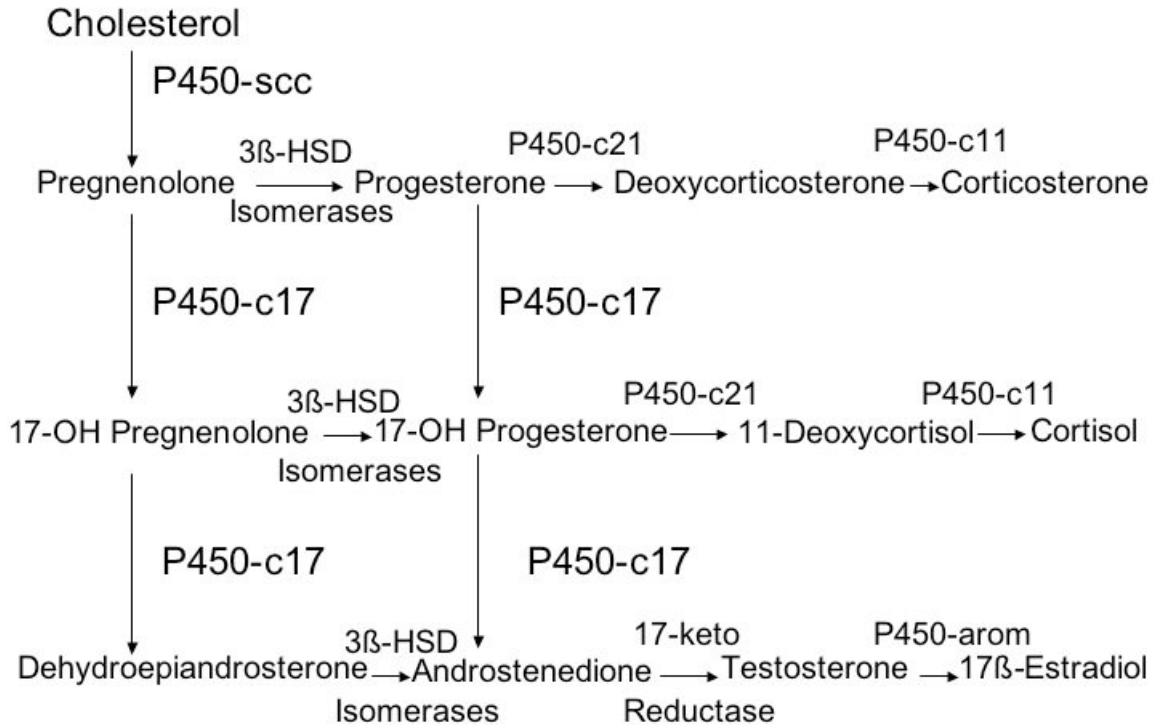 Cholesterol
P450-scc
3ß-HSD
P450-c21
P450-c11
Pregnenolone
Progesterone
Deoxycorticosterone
Corticosterone
Isomerases
P450-c17
P450-c17
3ß-HSD
P450-c21
P450-c11
17-OH Pregnenolone
17-OH Progesterone
11-Deoxycortisol
Cortisol
Isomerases
P450-c17
P450-c17
3ß-HSD
17-keto
P450-arom
Dehydroepiandrosterone
Androstenedione
Testosterone
17ß-Estradiol
Isomerases
Reductase